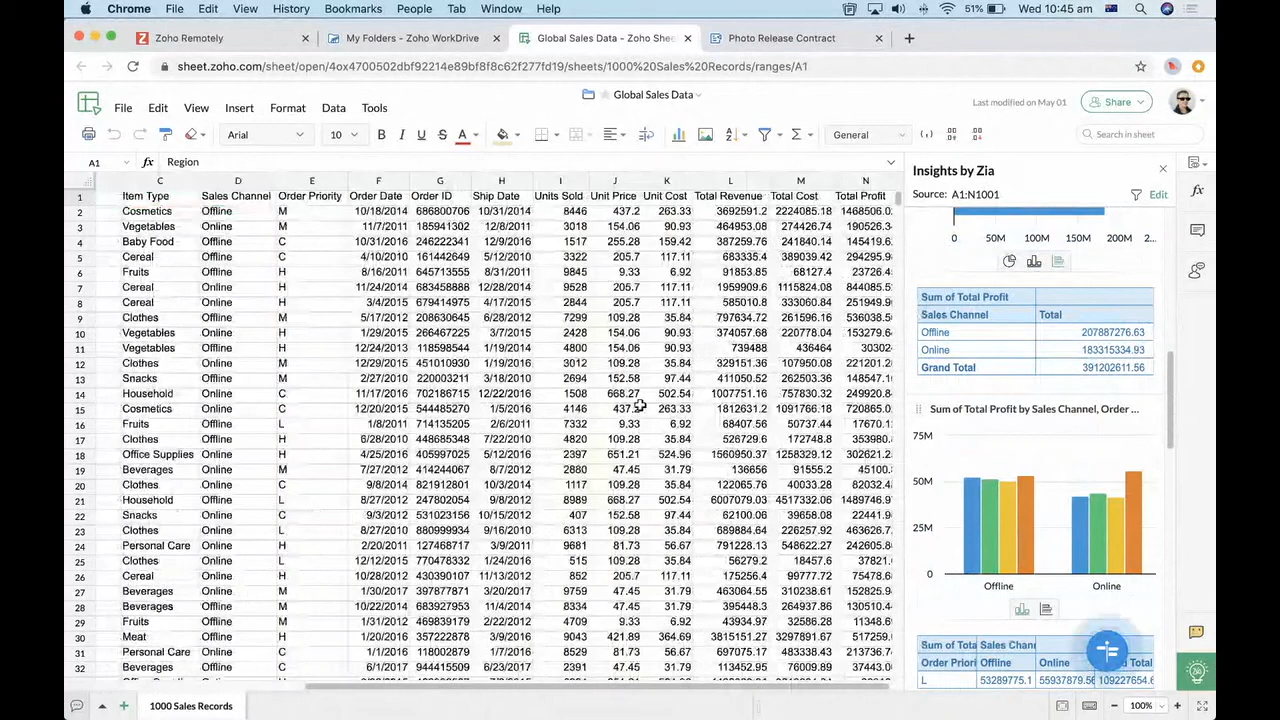 Chrome File Edit View History Bookmarks People Tab Window Help 51% Wed 10:45 am
Zoho Remotely My Folders - Zoho WorkDrive Global Sales Data - Zoho Shee Photo Release Contract
sheet.zoho.com/sheet/open/4ox4700502dbf92214e89bf8f8c62f277fd19/sheets/1000%20Sales%20Records/ranges/A1
Global Sales Data
File Edit View Insert Format Data Tools Last modified on May 01 Share
Arial 10 B I U S A General Search in sheet
A1 fx Region
Insights by Zia
Source: A1:N1001 Edit
C D E F G H I J K L M N
1 Item Type Sales Channel Order Priority Order Date Order ID Ship Date Units Sold Unit Price Unit Cost Total Revenue Total Cost Total Profit
2 Cosmetics Offline M 10/18/2014 686800706 10/31/2014 8446 437.2 263.33 3692591.2 2224085.18 1468506.0
3 Vegetables Online M 11/7/2011 185941302 12/8/2011 3018 154.06 90.93 464953.08 274426.74 190526.3
4 Baby Food Offline C 10/31/2016 246222341 12/9/2016 1517 255.28 159.42 387259.76 241840.14 145419.6
5 Cereal Offline C 4/10/2010 161442649 5/12/2010 3322 205.7 117.11 683335.4 389039.42 294295.9
6 Fruits Offline H 8/16/2011 645713555 8/31/2011 9845 9.33 6.92 91853.85 68127.4 23726.4
7 Cereal Online H 11/24/2014 683458888 12/28/2014 9528 205.7 117.11 1959909.6 1115824.08 844085.5
8 Cereal Online H 3/4/2015 679414975 4/17/2015 2844 205.7 117.11 585010.8 333060.84 251949.9
9 Clothes Offline M 5/17/2012 208630645 6/28/2012 7299 109.28 35.84 797634.72 261596.16 536038.5
10 Vegetables Online H 1/29/2015 266467225 3/7/2015 2428 154.06 90.93 374057.68 220778.04 153279.6
11 Vegetables Offline H 12/24/2013 118598544 1/19/2014 4800 154.06 90.93 739488 436464 303024
12 Clothes Online M 12/29/2015 451010930 1/19/2016 3012 109.28 35.84 329151.36 107950.08 221201.2
13 Snacks Offline M 2/27/2010 220003211 3/18/2010 2694 152.58 97.44 411050.52 262503.36 148547.1
14 Household Offline C 11/17/2016 702186715 12/22/2016 1508 668.27 502.54 1007751.16 757830.32 249920.8
15 Cosmetics Online C 12/20/2015 544485270 1/5/2016 4146 437. 263.33 1812631.2 1091766.18 720865.0
16 Fruits Offline L 1/8/2011 714135205 2/6/2011 7332 9.33 6.92 68407.56 50737.44 17670.1
17 Clothes Offline H 6/28/2010 448685348 7/22/2010 4820 109.28 35.84 526729.6 172748.8 353980.
18 Office Supplies Online H 4/25/2016 405997025 5/12/2016 2397 651.21 524.96 1560950.37 1258329.12 302621.2
19 Beverages Online M 7/27/2012 414244067 8/7/2012 2880 47.45 31.79 136656 91555.2 45100.
20 Clothes Online C 9/8/2014 821912801 10/3/2014 1117 109.28 35.84 122065.76 40033.28 82032.4
21 Household Offline L 8/27/2012 247802054 9/8/2012 8989 668.27 502.54 6007079.03 4517332.06 1489746.9
22 Snacks Online C 9/3/2012 531023156 10/15/2012 407 152.58 97.44 62100.06 39658.08 22441.9
23 Clothes Online L 8/27/2010 880999934 9/16/2010 6313 109.28 35.84 689884.64 226257.92 463626.7
24 Personal Care Online H 2/20/2011 127468717 3/9/2011 9681 81.73 56.67 791228.13 548622.27 242605.8
25 Clothes Online L 12/12/2015 770478332 1/24/2016 515 109.28 35.84 56279.2 18457.6 37821.
26 Cereal Online H 10/28/2012 430390107 11/13/2012 852 205.7 117.11 175256.4 99777.72 75478.6
27 Beverages Online M 1/30/2017 397877871 3/20/2017 9759 47.45 31.79 463064.55 310238.61 152825.9
28 Beverages Offline M 10/22/2014 683927953 11/4/2014 8334 47.45 31.79 395448.3 264937.86 130510.4
29 Fruits Online M 1/31/2012 469839179 2/22/2012 4709 9.33 6.92 43934.97 32586.28 11348.6
30 Meat Offline H 1/20/2016 357222878 3/9/2016 9043 421.89 364.69 3815151.27 3297891.67 517259.
31 Personal Care Online C 1/1/2016 118002379 1/7/2016 8529 81.73 56.67 697075.17 483338.43 213736.7
32 Beverages Offline C 6/1/2017 944415509 6/23/2017 2391 47.45 31.79 113452.95 76009.89 37443.0
0 50M 100M 150M 2...
Sum of Total Profit
Sales Channel Total
Offline 207887276.63
Online 183315334.93
Grand Total 391202611.56
Sum of Total Profit by Sales Channel, Order ...
75M
50M
25M
0
Offline Online
Sum of Tota Sales Chan
Order Priori Offline Online
L 53289775.1 55937879.56 109227654.6
1000 Sales Records 100%